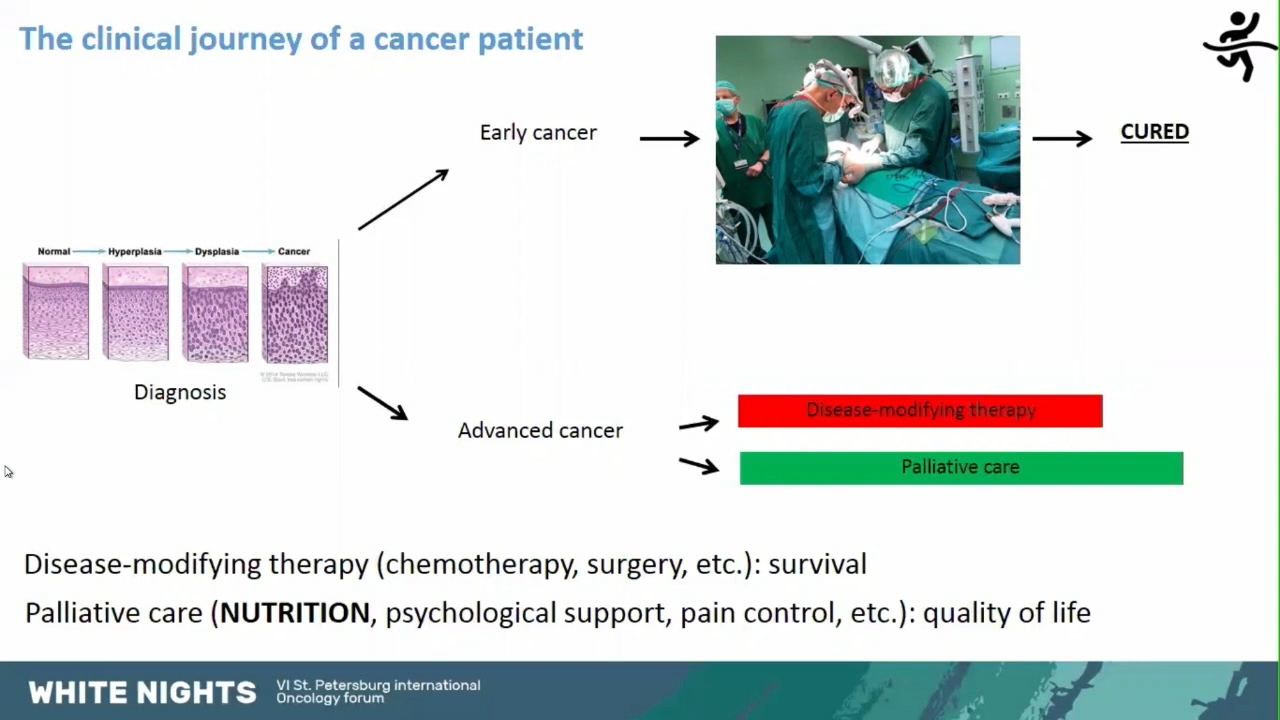 The clinical journey of a cancer patient
Early cancer
CURED
Normal Hyperplasia Dysplasia Cancer
Diagnosis
Advanced cancer
Disease-modifying therapy
Palliative care
Disease-modifying therapy (chemotherapy, surgery, etc.): survival
Palliative care (NUTRITION, psychological support, pain control, etc.): quality of life
WHITE NIGHTS
VI St. Petersburg international
Oncology forum